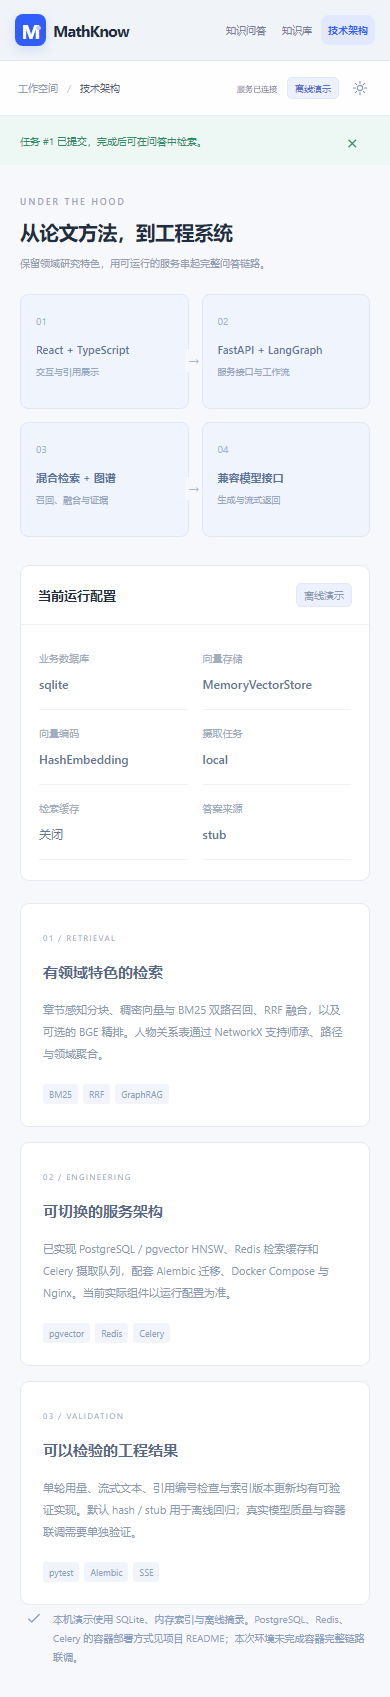 MathKnow
知识问答 知识库 技术架构
工作空间 / 技术架构
服务已连接 离线演示
任务 #1 已提交，完成后可在问答中检索。
UNDER THE HOOD
从论文方法，到工程系统
保留领域研究特色，用可运行的服务串起完整问答链路。
01
React + TypeScript
交互与引用展示
→
02
FastAPI + LangGraph
服务接口与工作流
03
混合检索 + 图谱
召回、融合与证据
→
04
兼容模型接口
生成与流式返回
当前运行配置
离线演示
业务数据库
sqlite
向量存储
MemoryVectorStore
向量编码
HashEmbedding
摄取任务
local
检索缓存
关闭
答案来源
stub
01 / RETRIEVAL
有领域特色的检索
章节感知分块、稠密向量与 BM25 双路召回、RRF 融合，以及
可选的 BGE 精排。人物关系表通过 NetworkX 支持师承、路径
与领域聚合。
BM25 RRF GraphRAG
02 / ENGINEERING
可切换的服务架构
已实现 PostgreSQL / pgvector HNSW、Redis 检索缓存和
Celery 摄取队列，配套 Alembic 迁移、Docker Compose 与
Nginx。当前实际组件以运行配置为准。
pgvector Redis Celery
03 / VALIDATION
可以检验的工程结果
单轮用量、流式文本、引用编号检查与索引版本更新均有可验
证实现。默认 hash / stub 用于离线回归；真实模型质量与容器
联调需要单独验证。
pytest Alembic SSE
本机演示使用 SQLite、内存索引与离线摘录。PostgreSQL、Redis、
Celery 的容器部署方式见项目 README；本次环境未完成容器完整链路
联调。